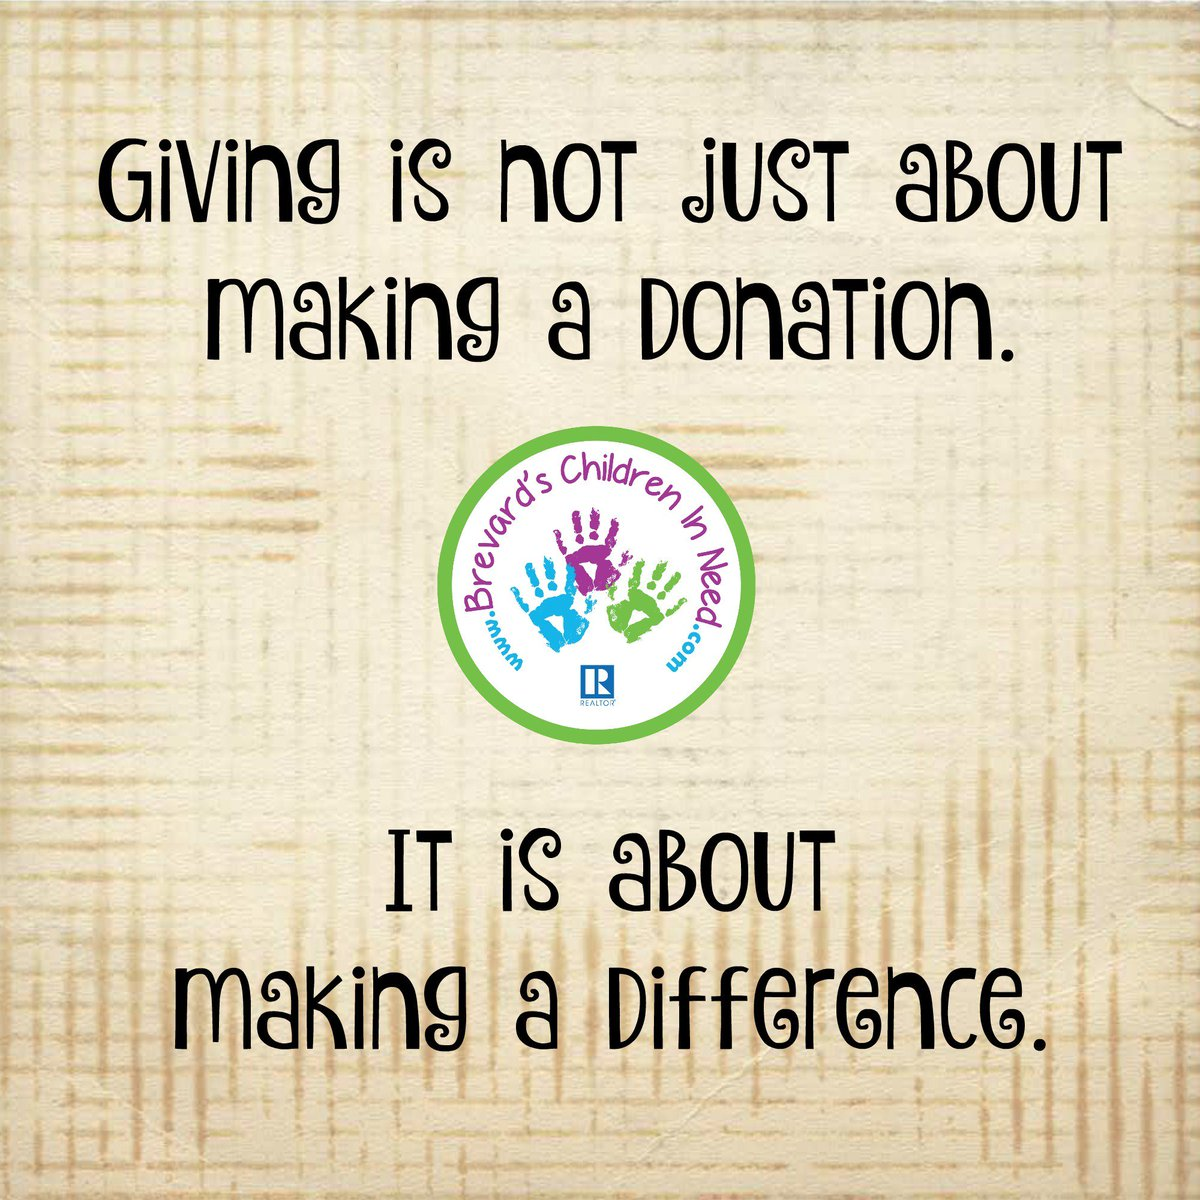 Giving is not just about
making a donation.
www.Brevard's Children In Need.com
R
REALTOR®
It is about
making a difference.